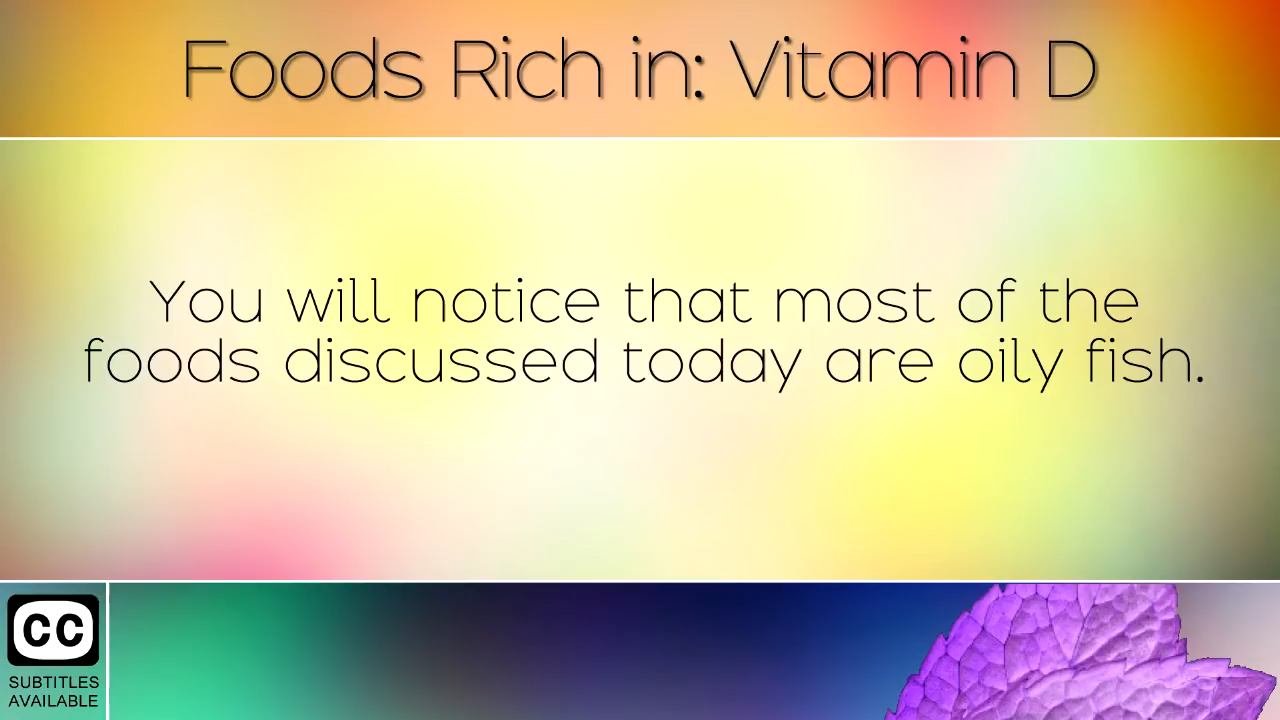 Foods Rich in: Vitamin D
You will notice that most of the
foods discussed today are oily fish.
CC
SUBTITLES
AVAILABLE